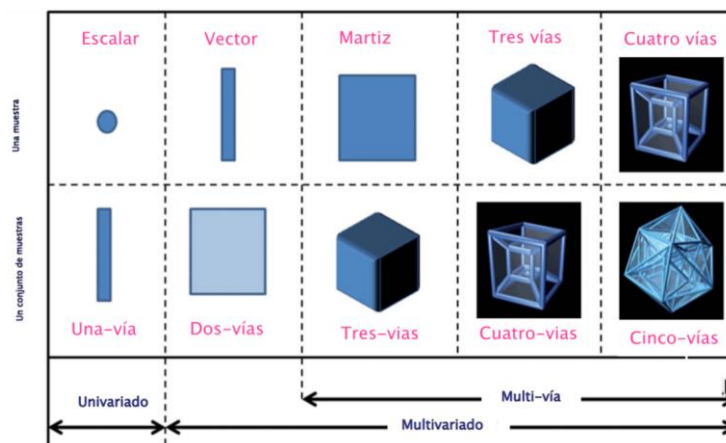 Escalar
Vector
Martiz
Tres vías
Cuatro vías
Una muestra
Un conjunto de muestras
Una-vía
Dos-vías
Tres-vias
Cuatro-vias
Cinco-vías
Univariado
Multi-vía
Multivariado